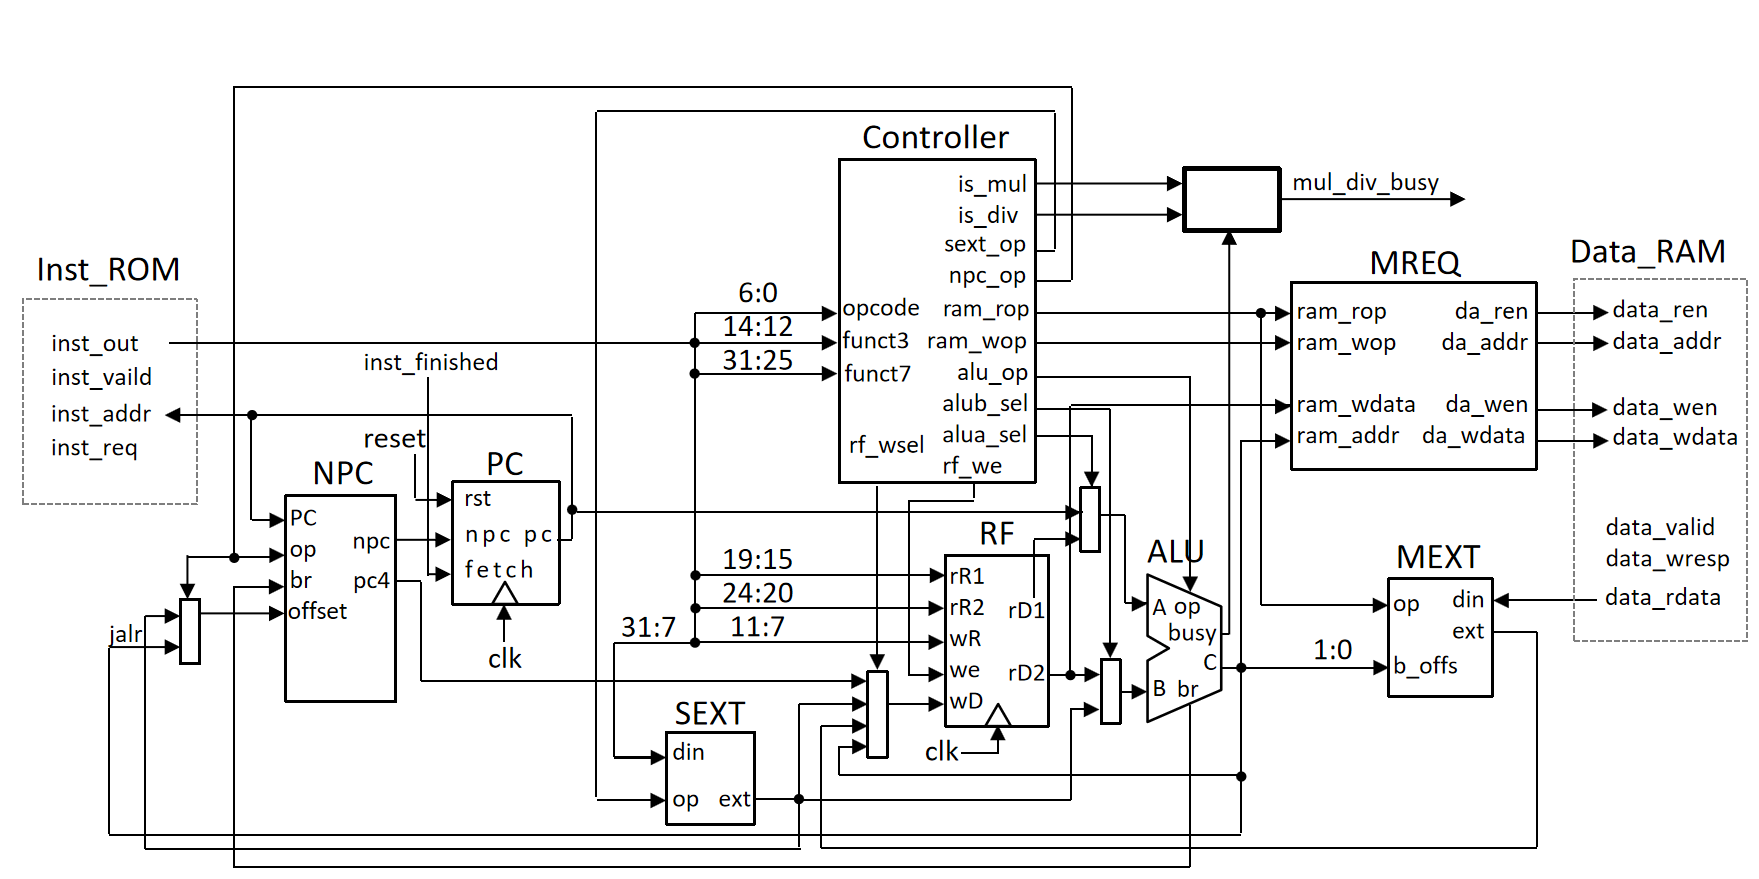 Controller
is_mul
is_div
sext_op
npc_op
mul_div_busy
Inst_ROM
inst_out
inst_vaild
inst_addr
inst_req
6:0
14:12
31:25
opcode
funct3
funct7
ram_rop
ram_wop
alu_op
alub_sel
alua_sel
rf_wsel
rf_we
MREQ
ram_rop
ram_wop
ram_wdata
ram_addr
da_ren
da_addr
da_wen
da_wdata
Data_RAM
data_ren
data_addr
data_wen
data_wdata
data_valid
data_wresp
data_rdata
inst_finished
reset
NPC
PC
op
br
offset
npc
pc4
PC
rst
npc pc
fetch
clk
jalr
19:15
24:20
31:7
11:7
RF
rR1
rR2
wR
we
wD
rD1
rD2
clk
ALU
A op
busy
C
B br
1:0
MEXT
op
din
ext
b_offs
SEXT
din
op ext